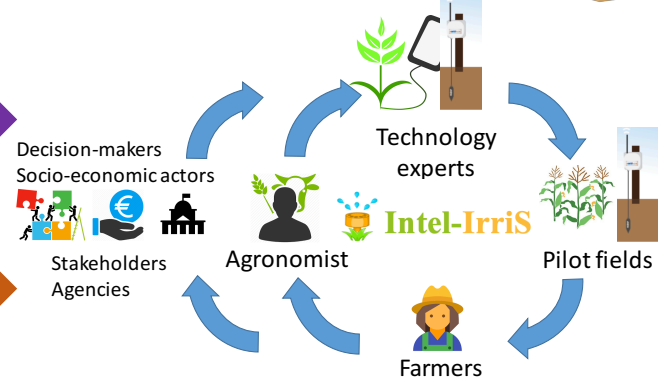 Technology
experts
Decision-makers
Socio-economic actors
Stakeholders
Agencies
Agronomist
Intel-IrriS
Pilot fields
Farmers